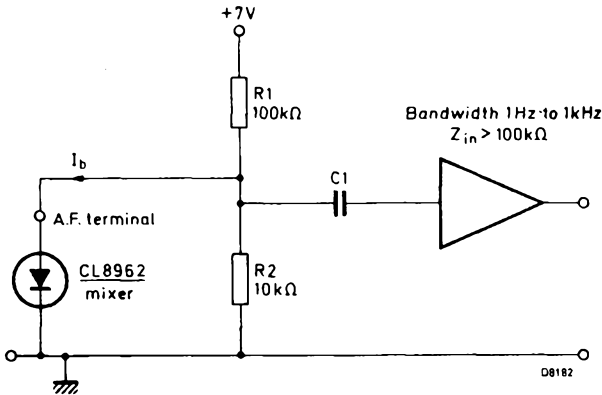 +7V
R1
100kΩ
Bandwidth 1Hz to 1kHz
Zin > 100kΩ
Ib
C1
A.F. terminal
CL8962
mixer
R2
10kΩ
D8182